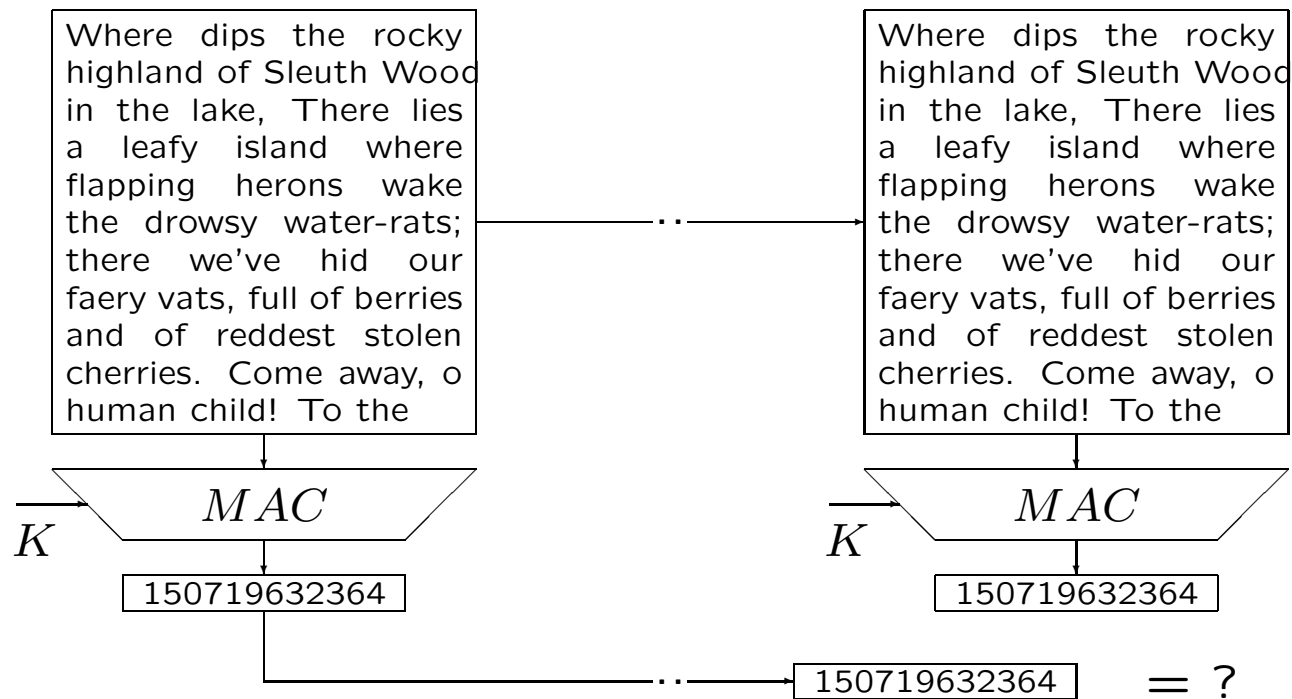 Where dips the rocky
highland of Sleuth Wood
in the lake, There lies
a leafy island where
flapping herons wake
the drowsy water-rats;
there we've hid our
faery vats, full of berries
and of reddest stolen
cherries. Come away, o
human child! To the
Where dips the rocky
highland of Sleuth Wood
in the lake, There lies
a leafy island where
flapping herons wake
the drowsy water-rats;
there we've hid our
faery vats, full of berries
and of reddest stolen
cherries. Come away, o
human child! To the
..
MAC
K
150719632364
MAC
K
150719632364
..
150719632364
= ?